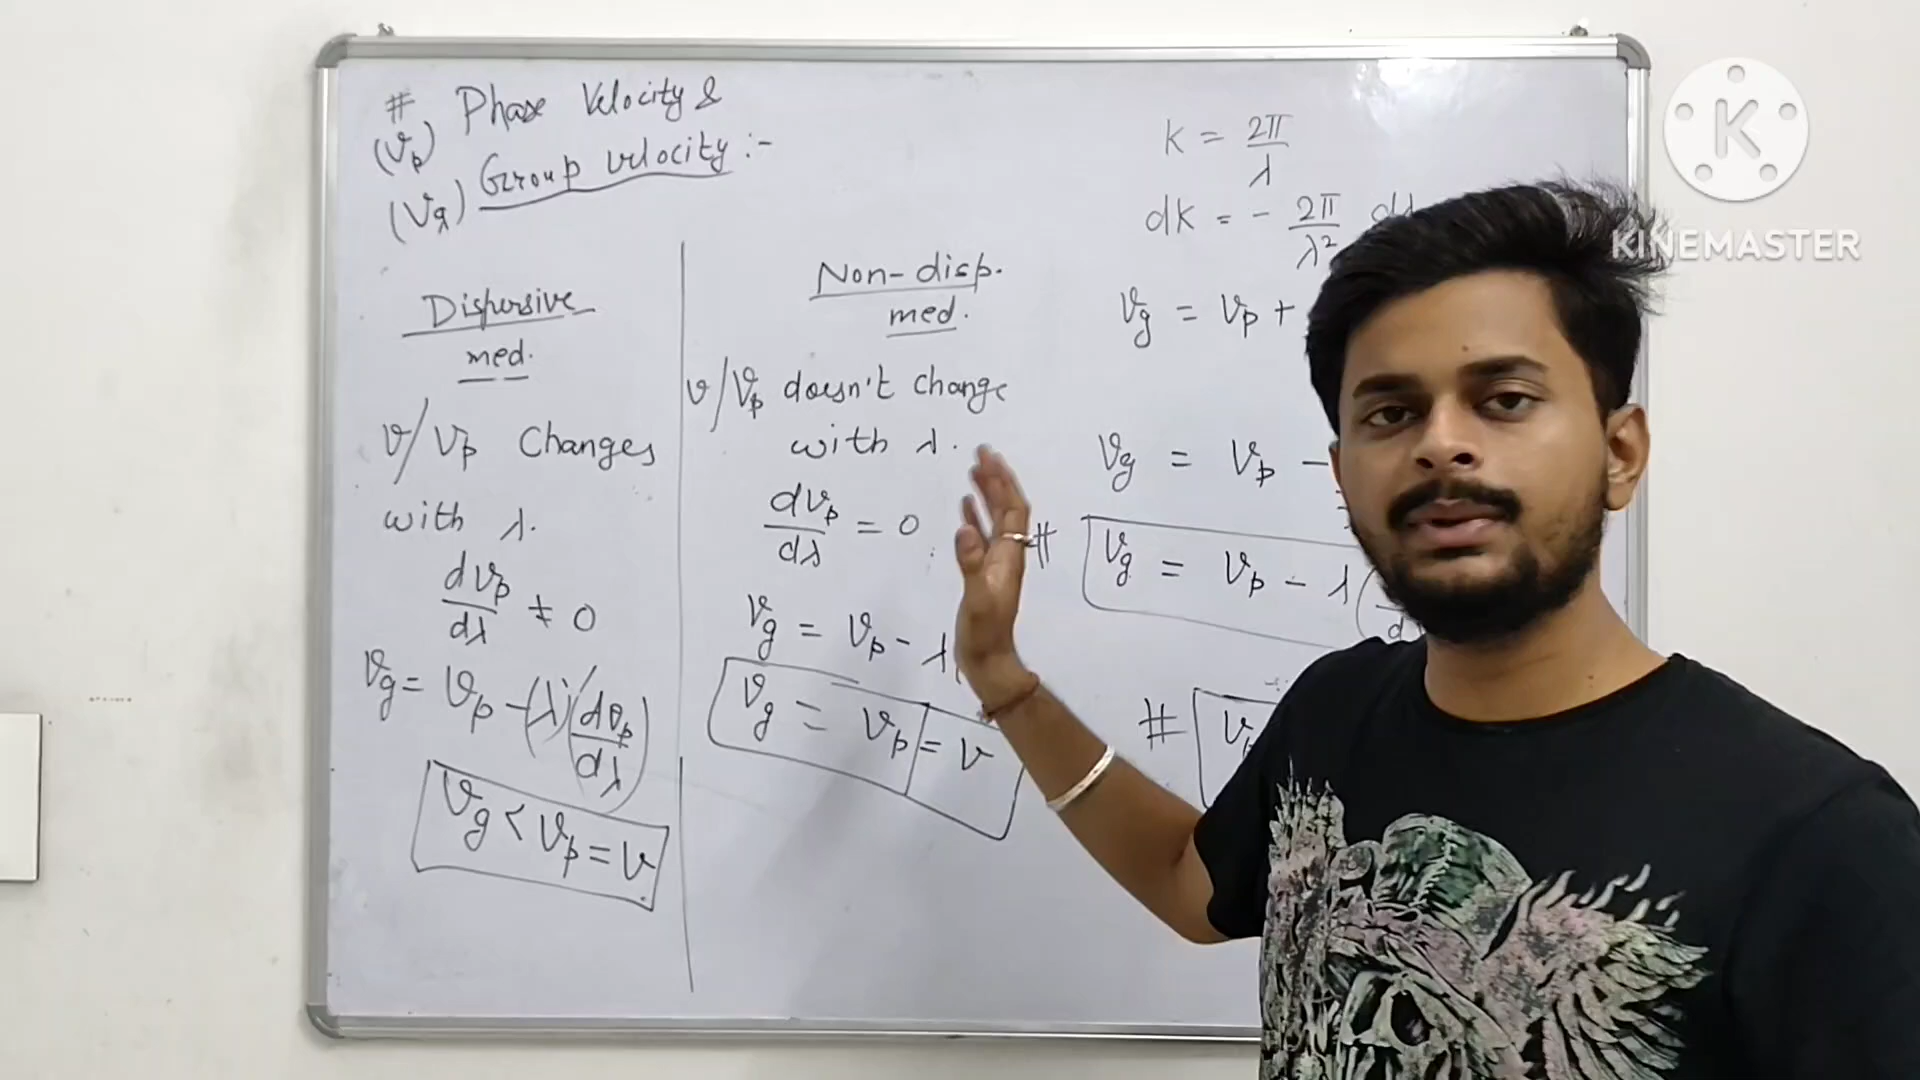 # Phase Velocity &
(Vp)
Group velocity :-
(Vg)
Dispersive
med.
v/Vp Changes
with λ.
dvp/dλ ≠ 0
Vg = Vp - (λ)(dvp/dλ)
Vg < Vp = v
Non-disp.
med.
v/Vp doesn't change
with λ.
dvp/dλ = 0
Vg = Vp - λ
Vg = Vp = v
K = 2π/λ
dK = - 2π/λ² dλ
Vg = Vp +
Vg = Vp -
# Vg = Vp - λ(
#
K
KINEMASTER